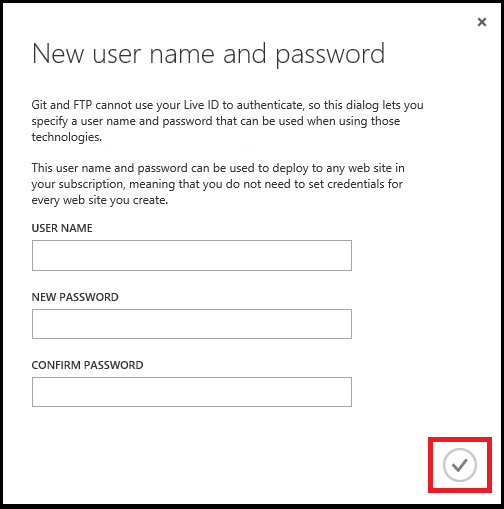 New user name and password
Git and FTP cannot use your Live ID to authenticate, so this dialog lets you
specify a user name and password that can be used when using those
technologies.
This user name and password can be used to deploy to any web site in
your subscription, meaning that you do not need to set credentials for
every web site you create.
USER NAME
NEW PASSWORD
CONFIRM PASSWORD